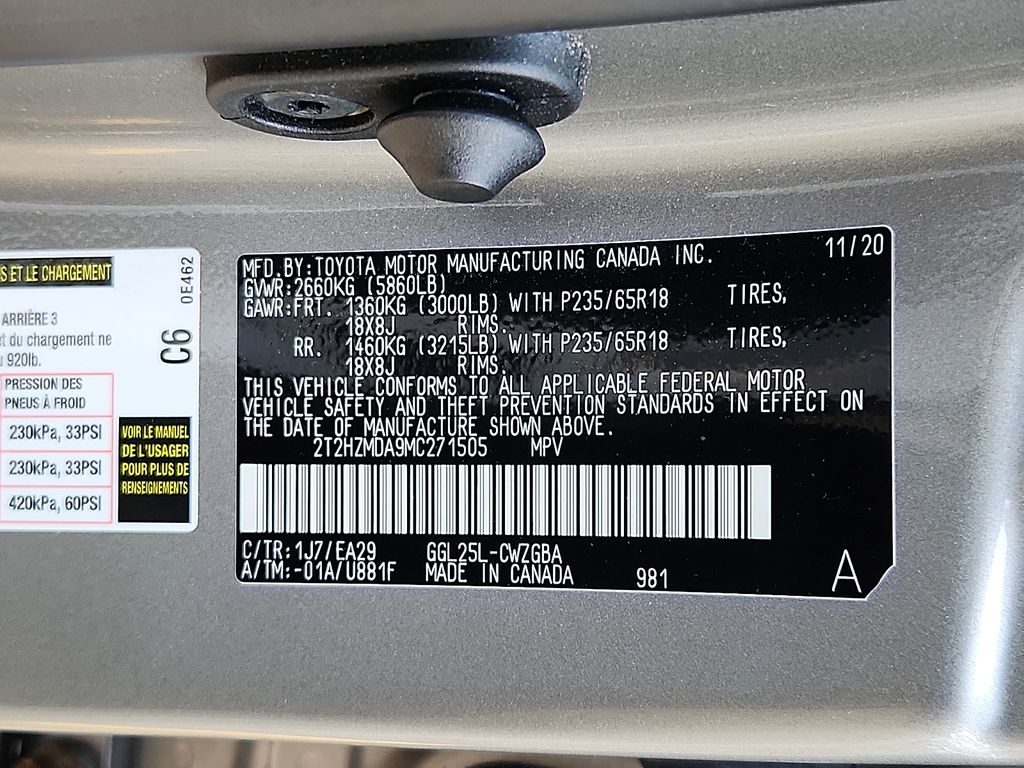 S ET LE CHARGEMENT
0E462
ARRIÈRE 3
et du chargement ne
920lb.
C6
PRESSION DES
PNEUS À FROID
230kPa, 33PSI
230kPa, 33PSI
420kPa, 60PSI
VOIR LE MANUEL
DE L'USAGER
POUR PLUS DE
RENSEIGNEMENTS
11/20
MFD.BY:TOYOTA MOTOR MANUFACTURING CANADA INC.
GVWR:2660KG (5860LB)
GAWR:FRT. 1360KG (3000LB) WITH P235/65R18 TIRES,
18X8J RIMS.
RR. 1460KG (3215LB) WITH P235/65R18 TIRES,
18X8J RIMS.
THIS VEHICLE CONFORMS TO ALL APPLICABLE FEDERAL MOTOR
VEHICLE SAFETY AND THEFT PREVENTION STANDARDS IN EFFECT ON
THE DATE OF MANUFACTURE SHOWN ABOVE.
2T2HZMDA9MC271505 MPV
C/TR:1J7/EA29 GGL25L-CWZGBA
A/TM:-01A/U881F MADE IN CANADA 981
A